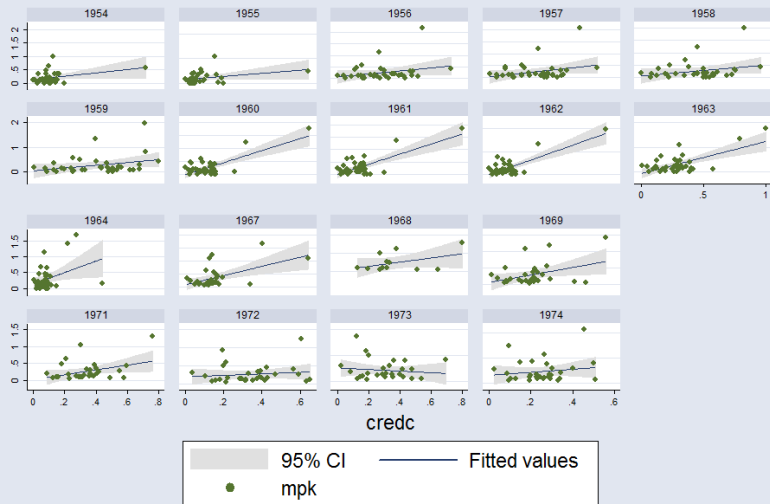 1954 1955 1956 1957 1958
0 .5 1 1.5 2
1959 1960 1961 1962 1963
0 1 2
0 .5 1
1964 1967 1968 1969
0 .5 1 1.5
1971 1972 1973 1974
0 .5 1 1.5
0 .2 .4 .6 .8 0 .2 .4 .6 0 .2 .4 .6 .8 0 .2 .4 .6
credc
95% CI Fitted values
mpk